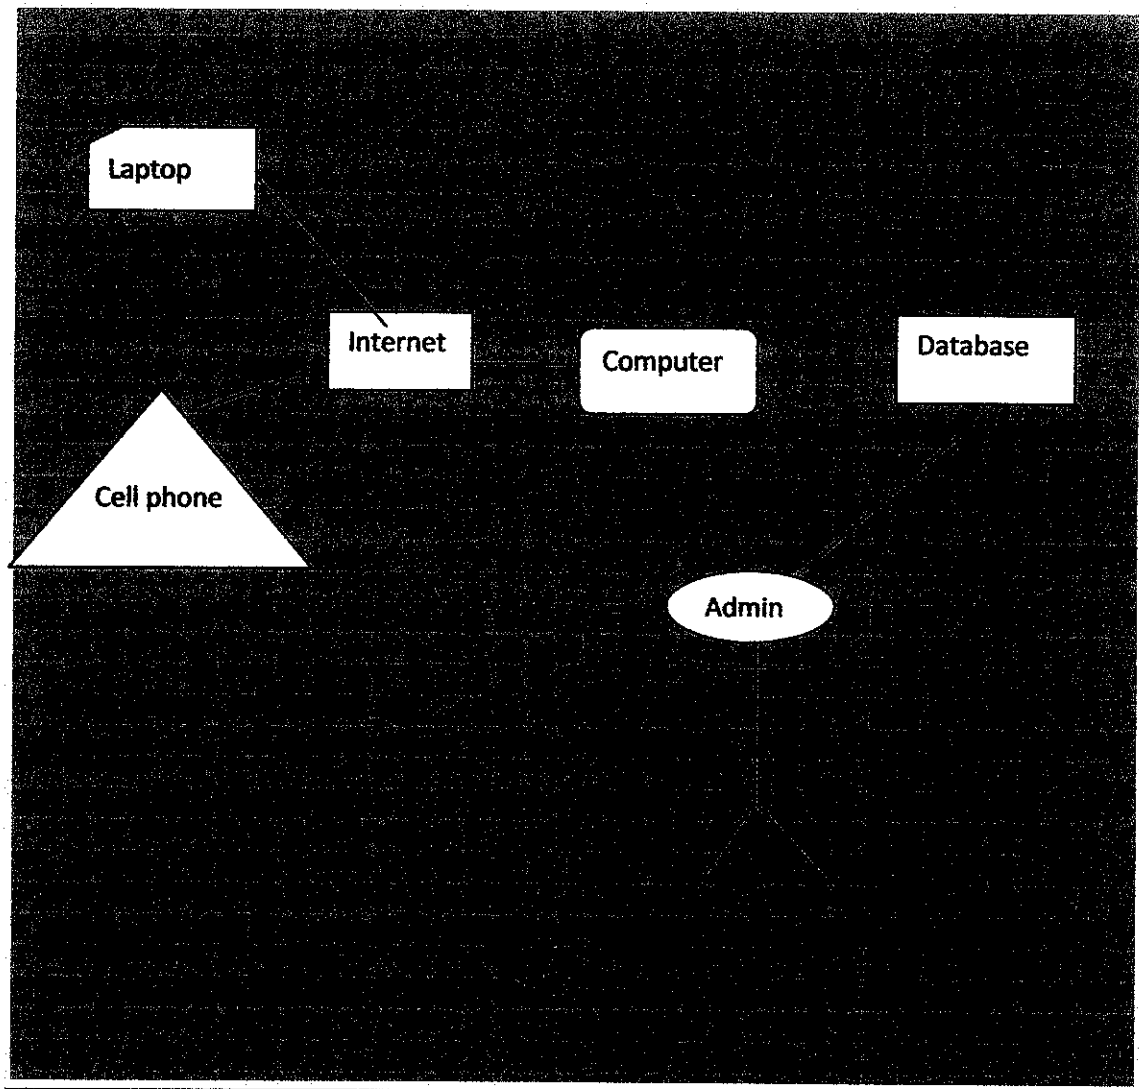 Laptop
Internet
Computer
Database
Cell phone
Admin